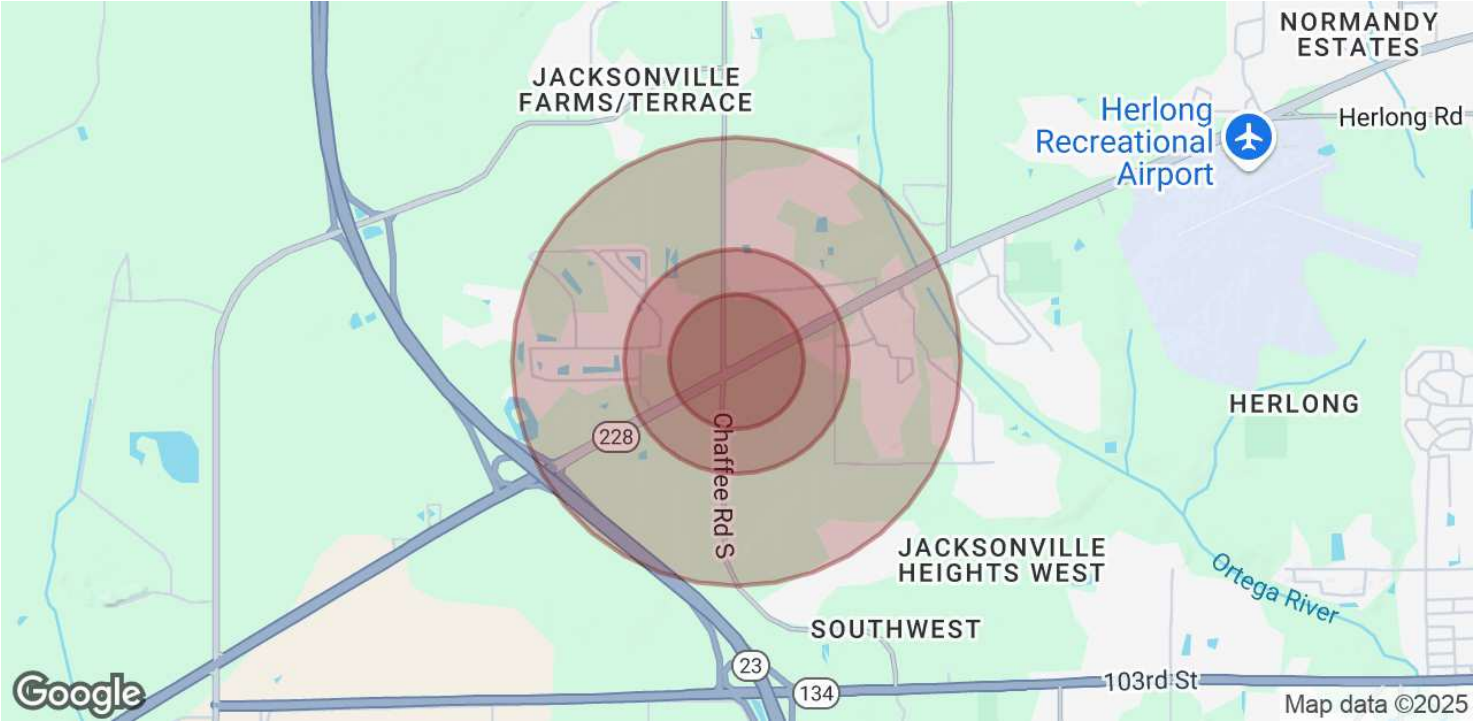 NORMANDY
ESTATES
JACKSONVILLE
FARMS/TERRACE
Herlong
Recreational
Airport
Herlong Rd
HERLONG
228
Chaffee Rd S
JACKSONVILLE
HEIGHTS WEST
Ortega River
SOUTHWEST
23
134
103rd St
Google
Map data ©2025